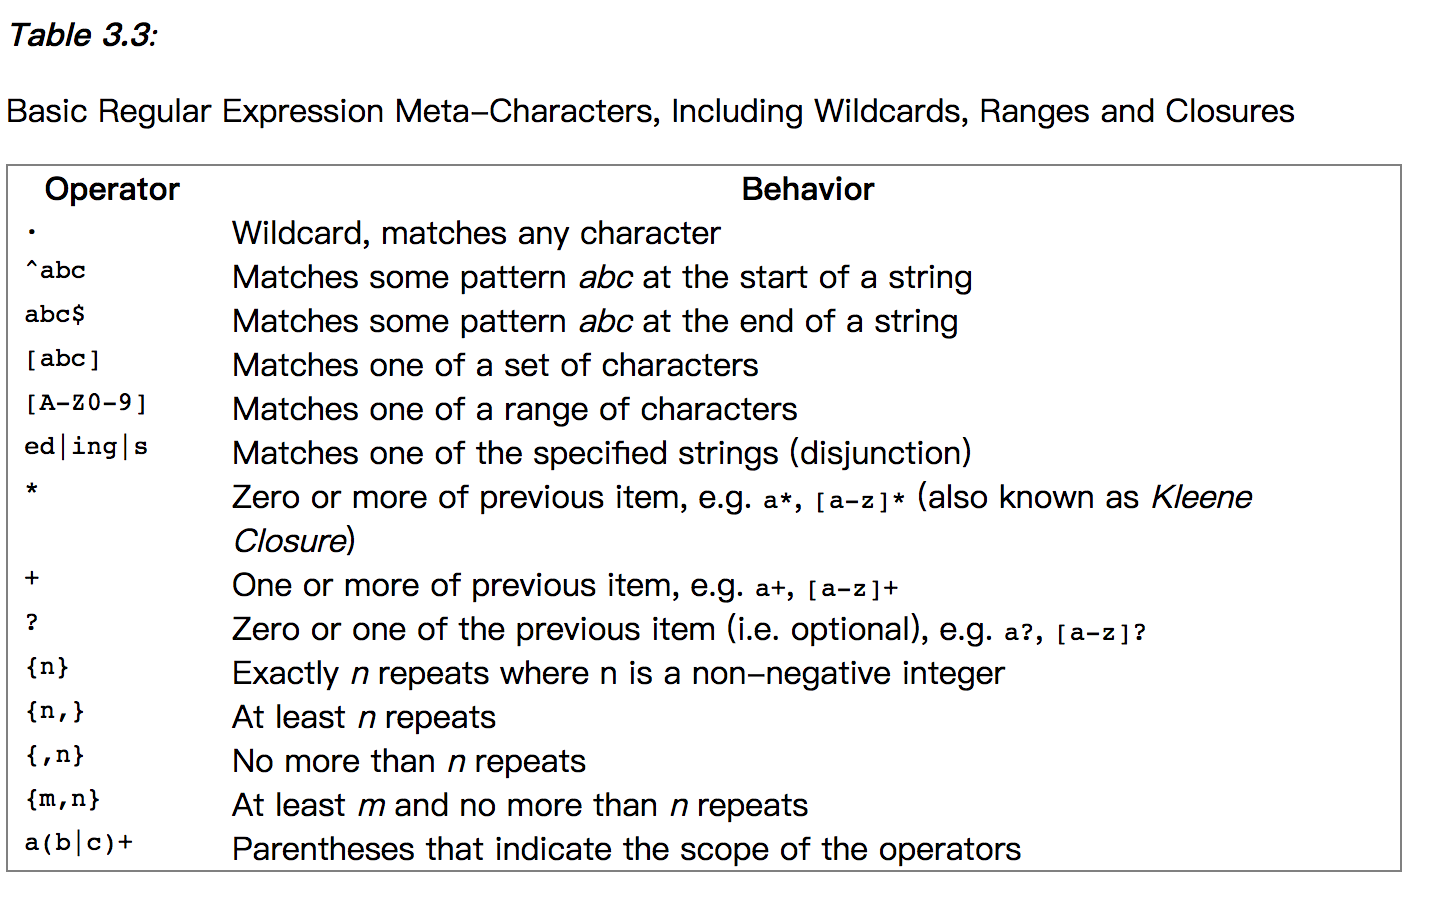 Table 3.3:
Basic Regular Expression Meta-Characters, Including Wildcards, Ranges and Closures
Operator Behavior
. Wildcard, matches any character
^abc Matches some pattern abc at the start of a string
abc$ Matches some pattern abc at the end of a string
[abc] Matches one of a set of characters
[A-Z0-9] Matches one of a range of characters
ed|ing|s Matches one of the specified strings (disjunction)
* Zero or more of previous item, e.g. a*, [a-z]* (also known as Kleene
Closure)
+ One or more of previous item, e.g. a+, [a-z]+
? Zero or one of the previous item (i.e. optional), e.g. a?, [a-z]?
{n} Exactly n repeats where n is a non-negative integer
{n,} At least n repeats
{,n} No more than n repeats
{m,n} At least m and no more than n repeats
a(b|c)+ Parentheses that indicate the scope of the operators